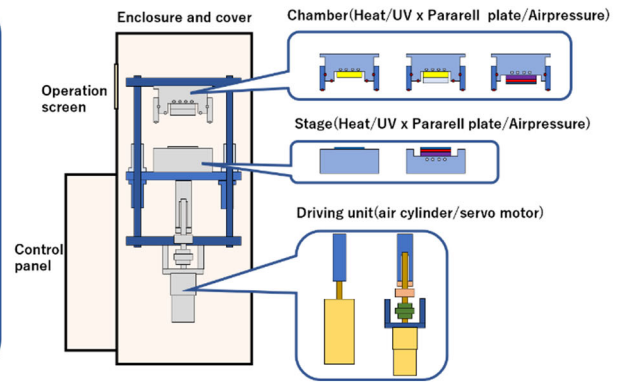 Enclosure and cover
Chamber(Heat/UV x Pararell plate/Airpressure)
Operation
screen
Stage(Heat/UV x Pararell plate/Airpressure)
Driving unit(air cylinder/servo motor)
Control
panel